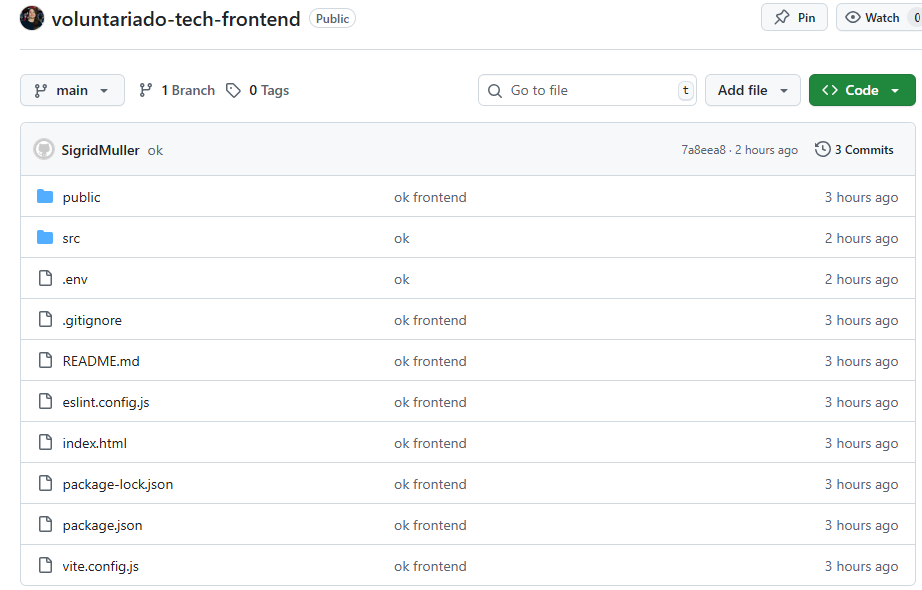 voluntariado-tech-frontend Public Pin Watch 0
main 1 Branch 0 Tags Go to file t Add file <> Code
SigridMuller ok 7a8eea8 · 2 hours ago 3 Commits
public ok frontend 3 hours ago
src ok 2 hours ago
.env ok 2 hours ago
.gitignore ok frontend 3 hours ago
README.md ok frontend 3 hours ago
eslint.config.js ok frontend 3 hours ago
index.html ok frontend 3 hours ago
package-lock.json ok frontend 3 hours ago
package.json ok frontend 3 hours ago
vite.config.js ok frontend 3 hours ago